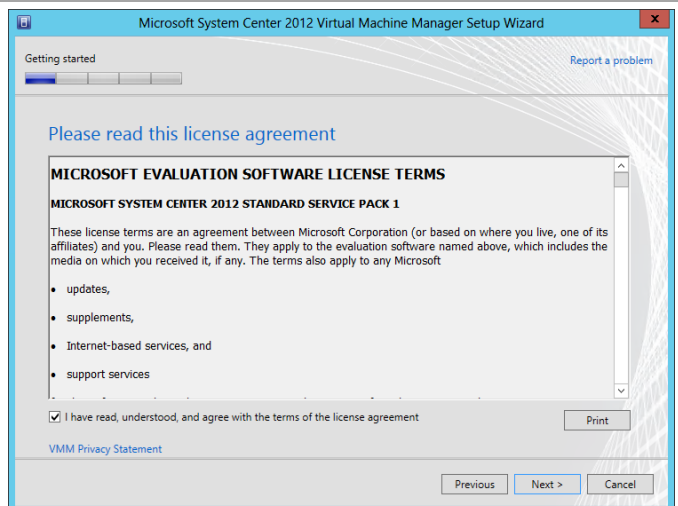 Microsoft System Center 2012 Virtual Machine Manager Setup Wizard
x
Getting started
Report a problem
Please read this license agreement
MICROSOFT EVALUATION SOFTWARE LICENSE TERMS
MICROSOFT SYSTEM CENTER 2012 STANDARD SERVICE PACK 1
These license terms are an agreement between Microsoft Corporation (or based on where you live, one of its
affiliates) and you. Please read them. They apply to the evaluation software named above, which includes the
media on which you received it, if any. The terms also apply to any Microsoft
• updates,
• supplements,
• Internet-based services, and
• support services
I have read, understood, and agree with the terms of the license agreement
Print
VMM Privacy Statement
Previous
Next >
Cancel